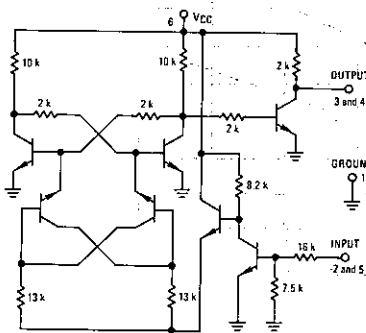 6 VCC
10 k
10 k
2 k
OUTPUT
3 and 4
2 k
2 k
2 k
GROUND
1
8.2 k
INPUT
2 and 5
16 k
13 k
13 k
7.5 k